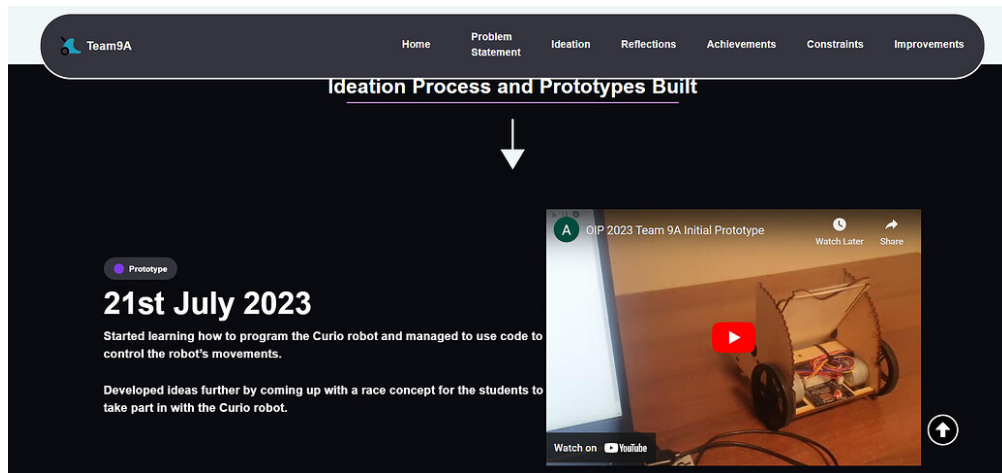 Team9A
Home
Problem
Statement
Ideation
Reflections
Achievements
Constraints
Improvements
Ideation Process and Prototypes Built
Prototype
21st July 2023
Started learning how to program the Curio robot and managed to use code to
control the robot's movements.
Developed ideas further by coming up with a race concept for the students to
take part in with the Curio robot.
A
OIP 2023 Team 9A Initial Prototype
Watch Later
Share
Watch on YouTube